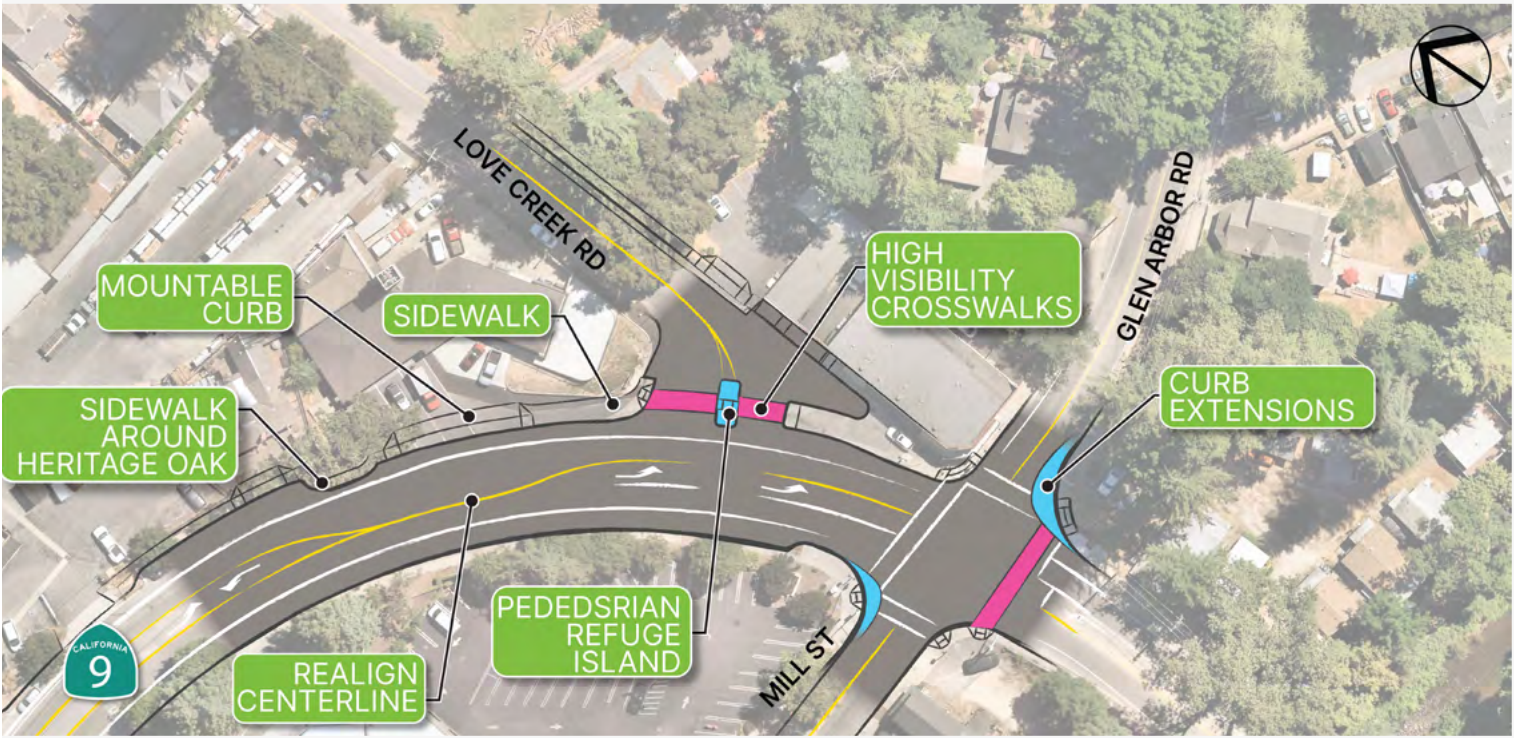 LOVE CREEK RD
GLEN ARBOR RD
HIGH
VISIBILITY
CROSSWALKS
MOUNTABLE
CURB
SIDEWALK
CURB
EXTENSIONS
SIDEWALK
AROUND
HERITAGE OAK
PEDEDSRIAN
REFUGE
ISLAND
MILL ST
CALIFORNIA
9
REALIGN
CENTERLINE